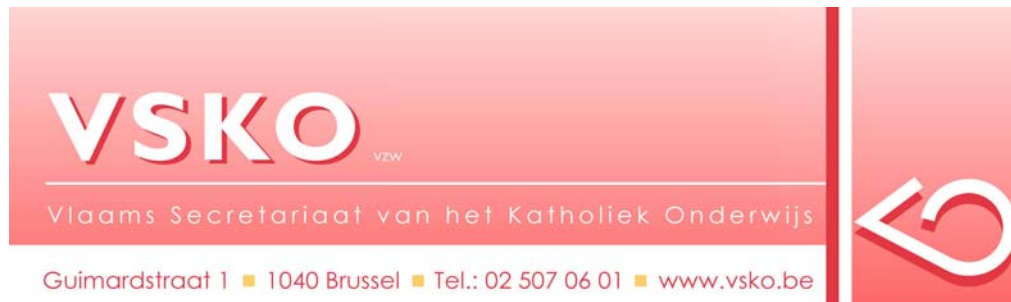 VSKO vzw
Vlaams Secretariaat van het Katholiek Onderwijs
Guimardstraat 1 ▪ 1040 Brussel ▪ Tel.: 02 507 06 01 ▪ www.vsko.be